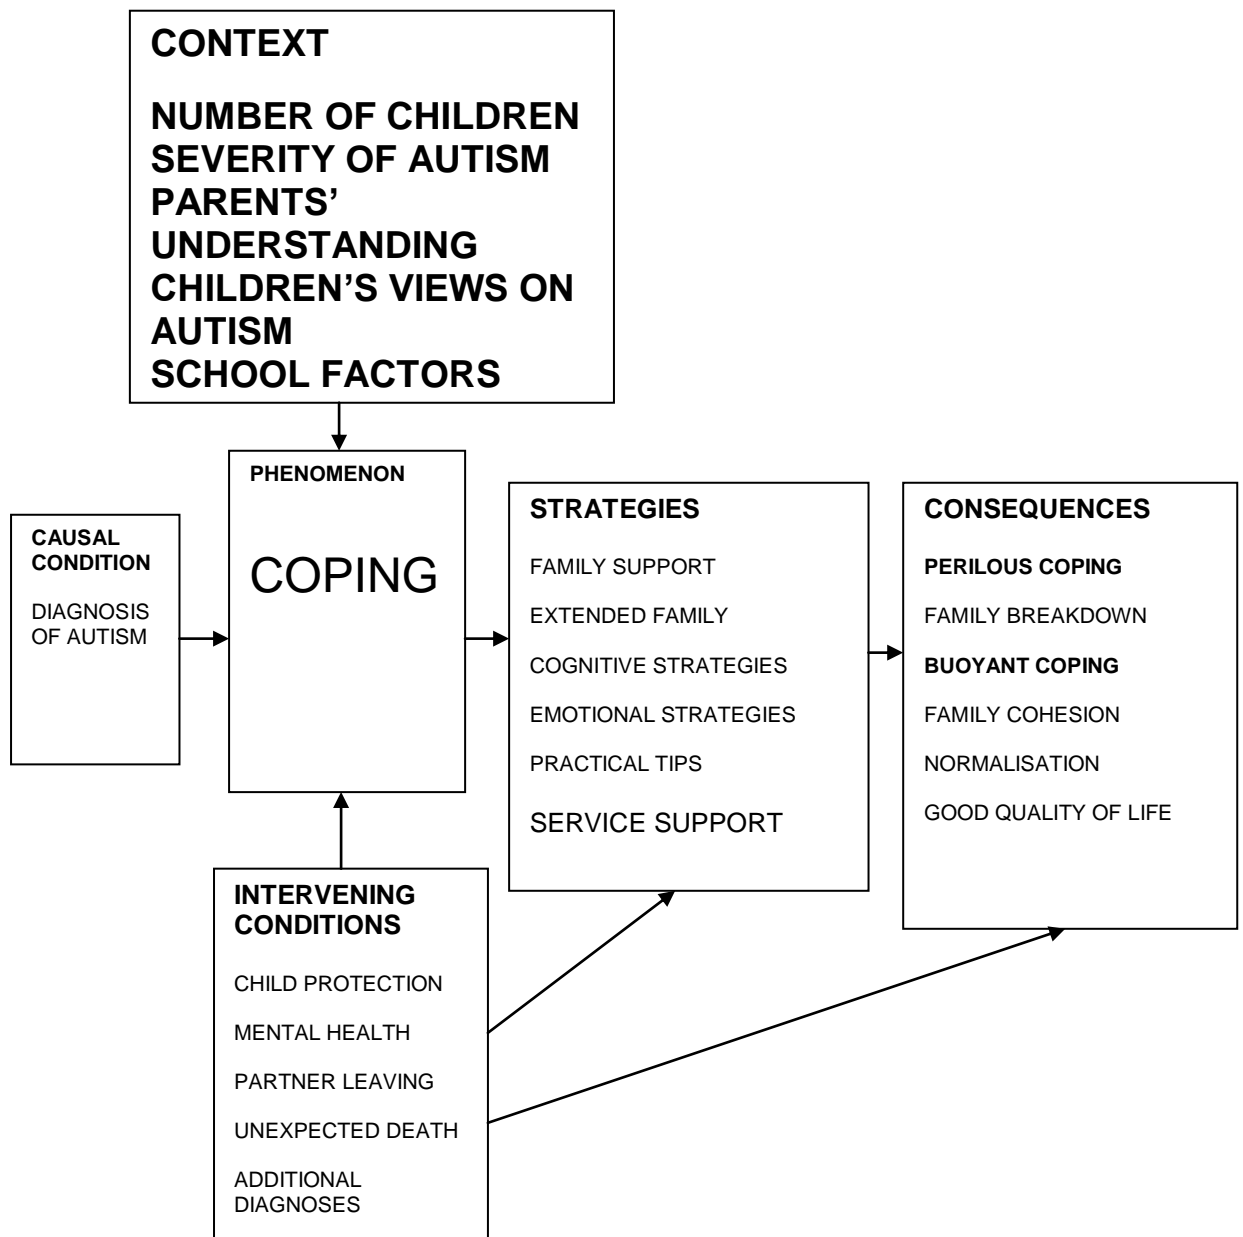 CONTEXT
NUMBER OF CHILDREN
SEVERITY OF AUTISM
PARENTS’
UNDERSTANDING
CHILDREN’S VIEWS ON
AUTISM
SCHOOL FACTORS
CAUSAL
CONDITION
DIAGNOSIS
OF AUTISM
PHENOMENON
COPING
STRATEGIES
FAMILY SUPPORT
EXTENDED FAMILY
COGNITIVE STRATEGIES
EMOTIONAL STRATEGIES
PRACTICAL TIPS
SERVICE SUPPORT
CONSEQUENCES
PERILOUS COPING
FAMILY BREAKDOWN
BUOYANT COPING
FAMILY COHESION
NORMALISATION
GOOD QUALITY OF LIFE
INTERVENING
CONDITIONS
CHILD PROTECTION
MENTAL HEALTH
PARTNER LEAVING
UNEXPECTED DEATH
ADDITIONAL
DIAGNOSES